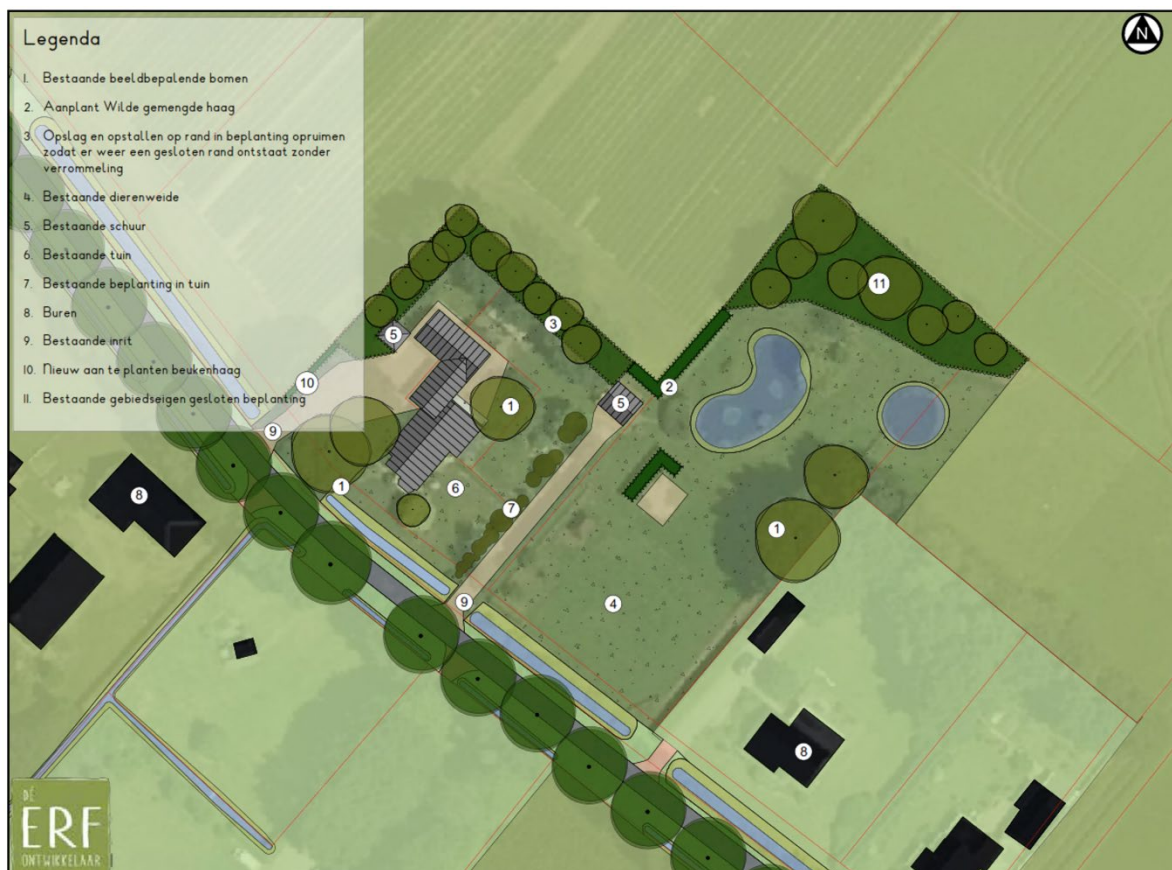 Legenda
1. Bestaande beeldbepalende bomen
2. Aanplant Wilde gemengde haag
3. Opslag en opstallen op rand in beplanting opruimen
zodat er weer een gesloten rand ontstaat zonder
verrommeling
4. Bestaande dierenweide
5. Bestaande schuur
6. Bestaande tuin
7. Bestaande beplanting in tuin
8. Buren
9. Bestaande inrit
10. Nieuw aan te planten beukenhaag
11. Bestaande gebiedseigen gesloten beplanting
N
11
3
5
10
2
5
1
9
1
6
8
7
1
9
4
8
DÉ
ERF
ONTWIKKELAAR